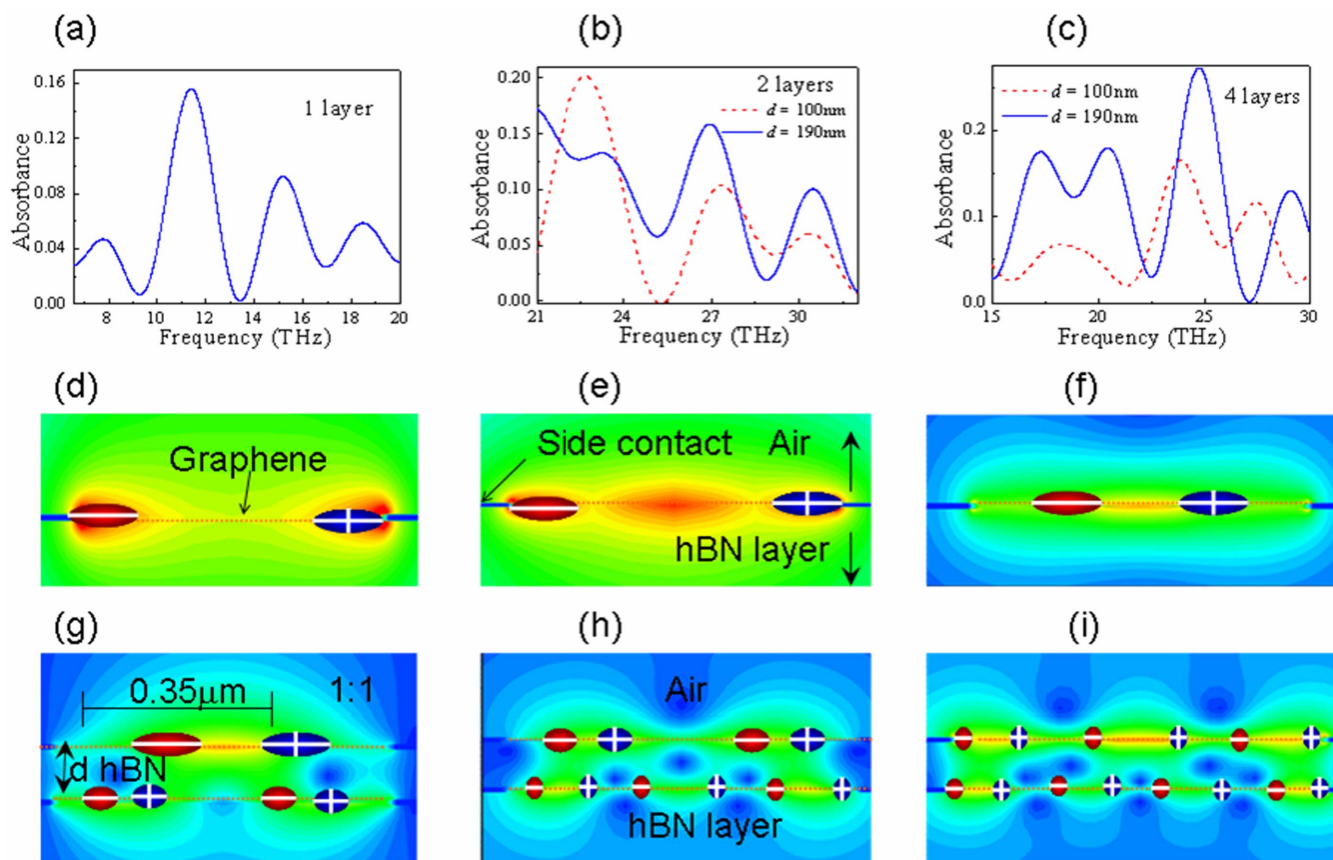 (a) (b) (c)
0.16
0.12
0.08
0.04
0.00
Absorbance
1 layer
8 10 12 14 16 18 20
Frequency (THz)
0.20
0.15
0.10
0.05
0.00
Absorbance
2 layers
d = 100nm
d = 190nm
21 24 27 30
Frequency (THz)
0.2
0.1
0.0
Absorbance
4 layers
d = 100nm
d = 190nm
15 20 25 30
Frequency (THz)
(d) (e) (f)
Graphene
Side contact Air
hBN layer
(g) (h) (i)
0.35μm 1:1
d hBN
Air
hBN layer